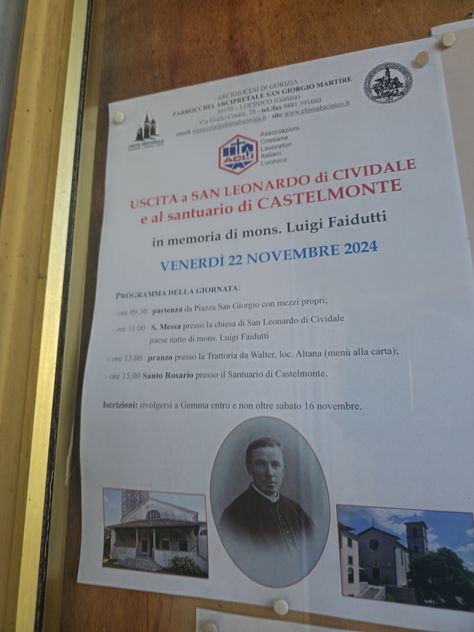 - ARCIDIOCESI DI GORIZIA -
PARROCCHIA ARCIPRETALE SAN GIORGIO MARTIRE
34170 – LUCINICO (Gorizia)
Via Giulio Cesare, 25 - tel./fax 0481 391660
sito www.chiesalucinico.it
ACLI
Associazioni
Cristiane
Lavoratori
Italiani
Lucinico
USCITA a SAN LEONARDO di CIVIDALE
e al santuario di CASTELMONTE
in memoria di mons. Luigi Faidutti
VENERDÌ 22 NOVEMBRE 2024
PROGRAMMA DELLA GIORNATA:
- ore 09.30 partenza da Piazza San Giorgio con mezzi propri;
- ore 11.00 S. Messa presso la chiesa di San Leonardo di Cividale
paese natio di mons. Luigi Faidutti
- ore 13.00 pranzo presso la Trattoria da Walter, loc. Altana (menù alla carta);
- ore 15,00 Santo Rosario presso il Santuario di Castelmonte.
Iscrizioni: rivolgersi a Gemma entro e non oltre sabato 16 novembre.